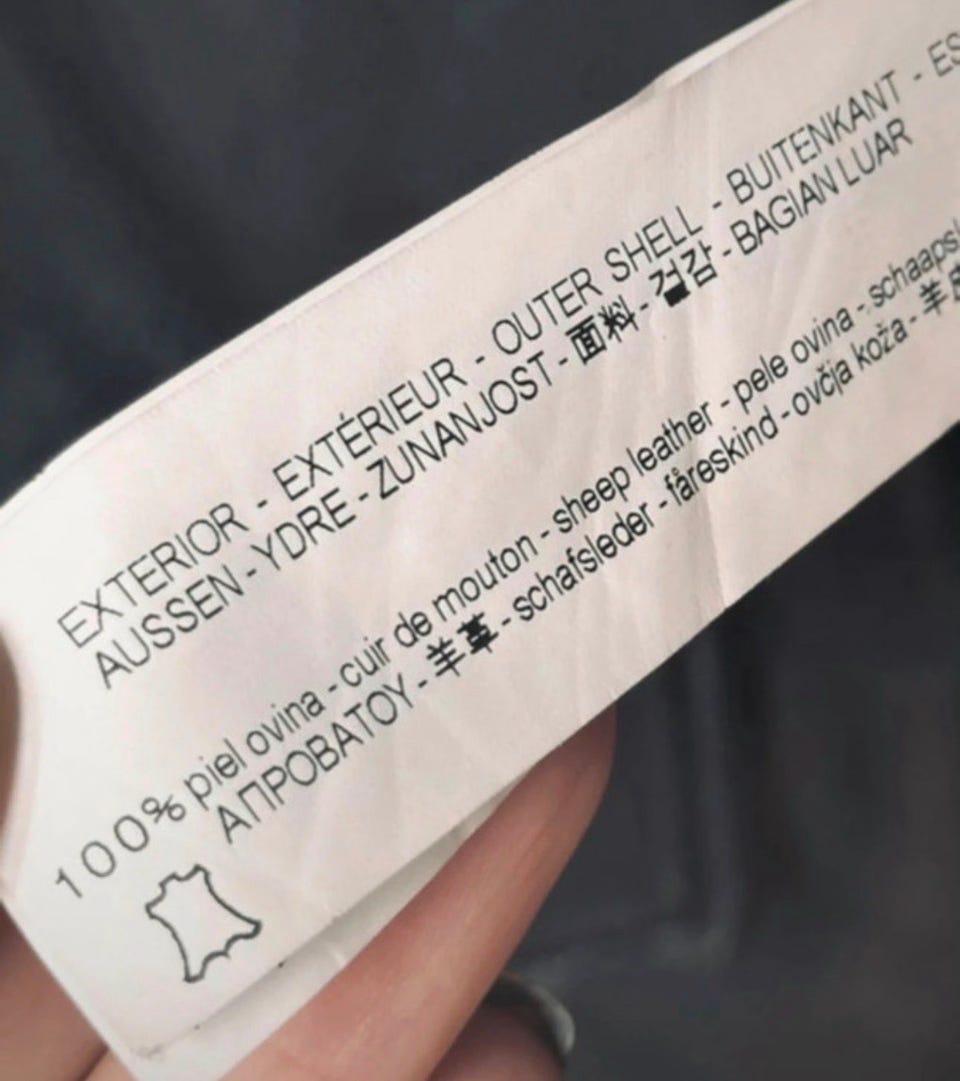 EXTERIOR - EXTÉRIEUR - OUTER SHELL - BUITENKANT -
AUSSEN - YDRE - ZUNANJOST - 面料 - 겉감 - BAGIAN LUAR
100% piel ovina - cuir de mouton - sheep leather - pele ovina -
ΑΠΡΟΒΑΤΟΥ - 羊革 - schafsleder - fåreskind - ovčja koža -